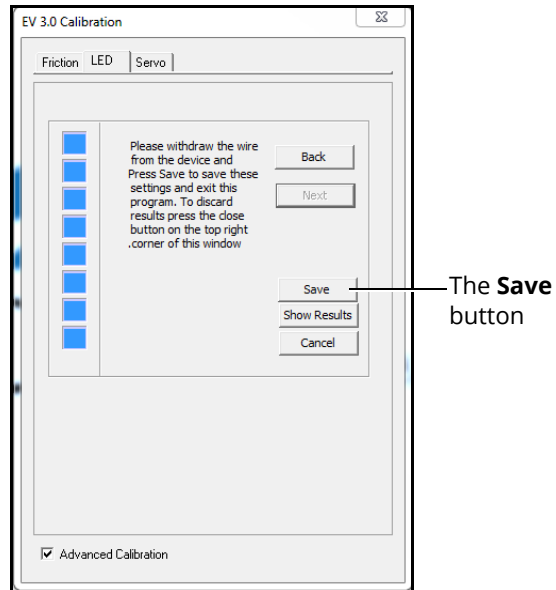 EV 3.0 Calibration
Friction LED Servo
Please withdraw the wire
from the device and
Press Save to save these
settings and exit this
program. To discard
results press the close
button on the top right
.corner of this window
Back
Next
Save
Show Results
Cancel
The Save
button
Advanced Calibration